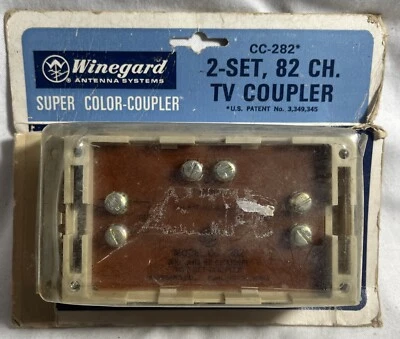 Winegard
ANTENNA SYSTEMS
SUPER COLOR-COUPLER
CC-282*
2-SET, 82 CH.
TV COUPLER
*U.S. PATENT No. 3,349,345